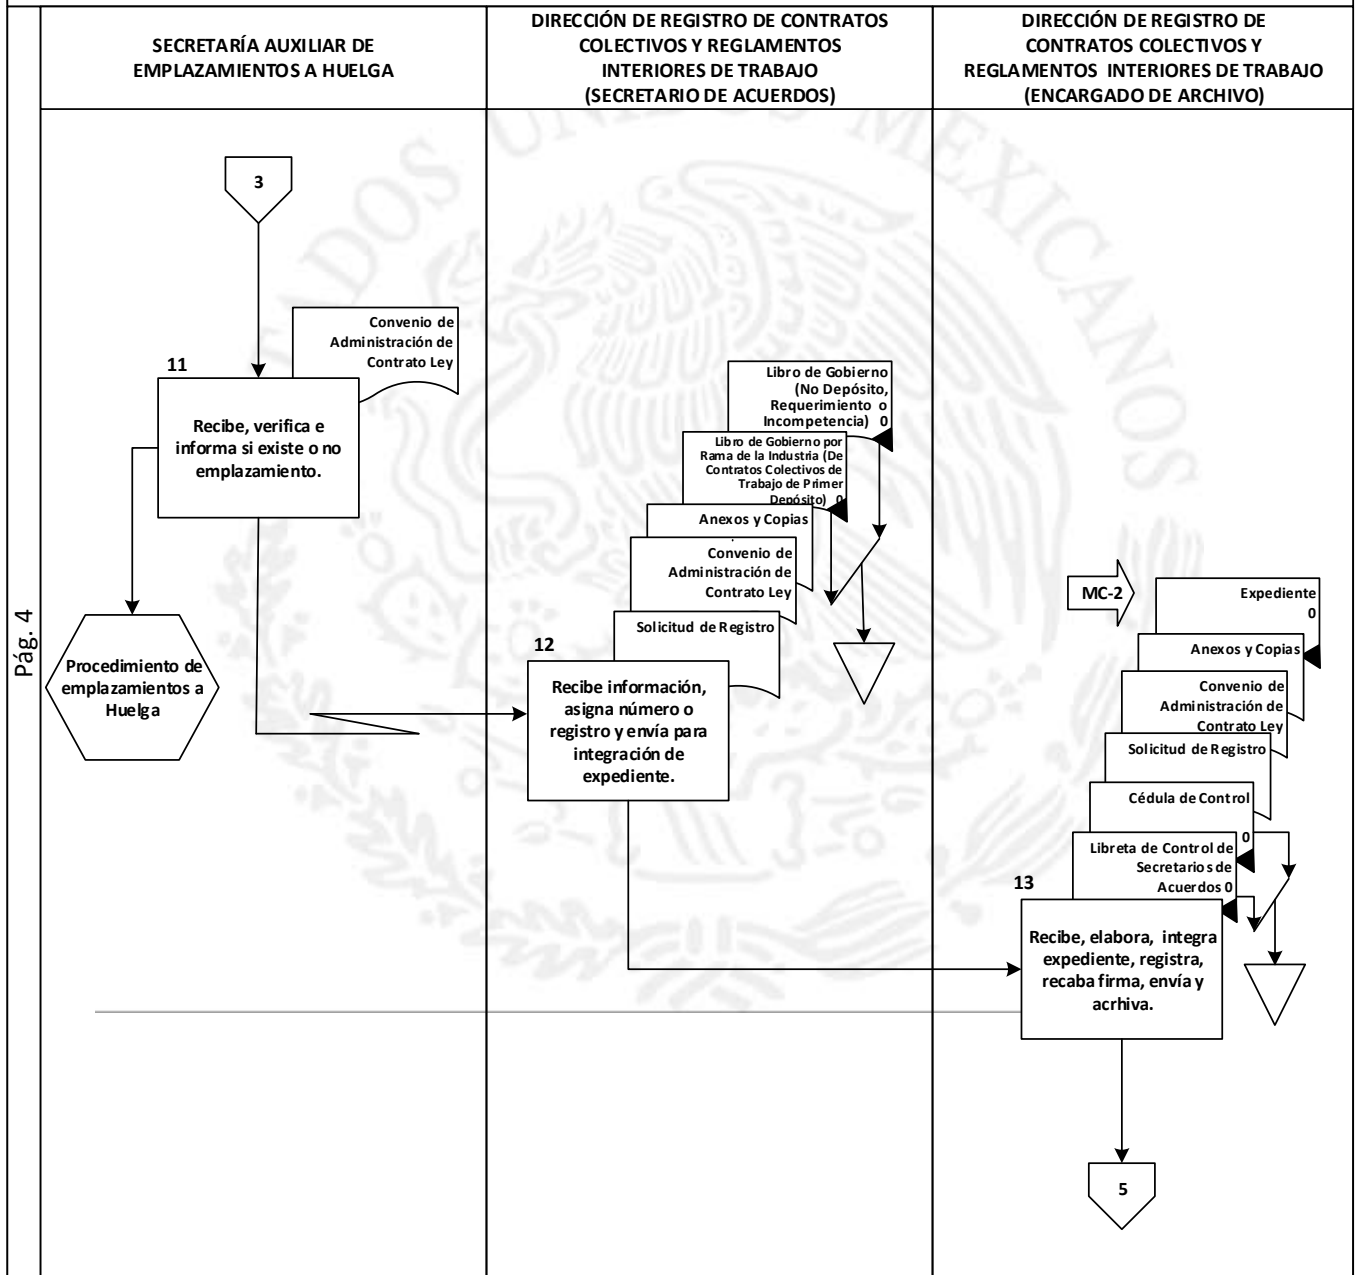 SECRETARÍA AUXILIAR DE
EMPLAZAMIENTOS A HUELGA
DIRECCIÓN DE REGISTRO DE CONTRATOS
COLECTIVOS Y REGLAMENTOS
INTERIORES DE TRABAJO
(SECRETARIO DE ACUERDOS)
DIRECCIÓN DE REGISTRO DE
CONTRATOS COLECTIVOS Y
REGLAMENTOS INTERIORES DE TRABAJO
(ENCARGADO DE ARCHIVO)
Pág. 4
3
Convenio de
Administración de
Contrato Ley
11
Recibe, verifica e
informa si existe o no
emplazamiento.
Procedimiento de
emplazamientos a
Huelga
Libro de Gobierno
(No Depósito,
Requerimiento o
Incompetencia) 0
Libro de Gobierno por
Rama de la Industria (De
Contratos Colectivos de
Trabajo de Primer
Depósito) 0
Anexos y Copias
Convenio de
Administración de
Contrato Ley
Solicitud de Registro
12
Recibe información,
asigna número o
registro y envía para
integración de
expediente.
MC-2
Expediente
0
Anexos y Copias
Convenio de
Administración de
Contrato Ley
Solicitud de Registro
Cédula de Control
0
Libreta de Control de
Secretarios de
Acuerdos 0
13
Recibe, elabora, integra
expediente, registra,
recaba firma, envía y
acrhiva.
5
ESTADOS UNIDOS MEXICANOS